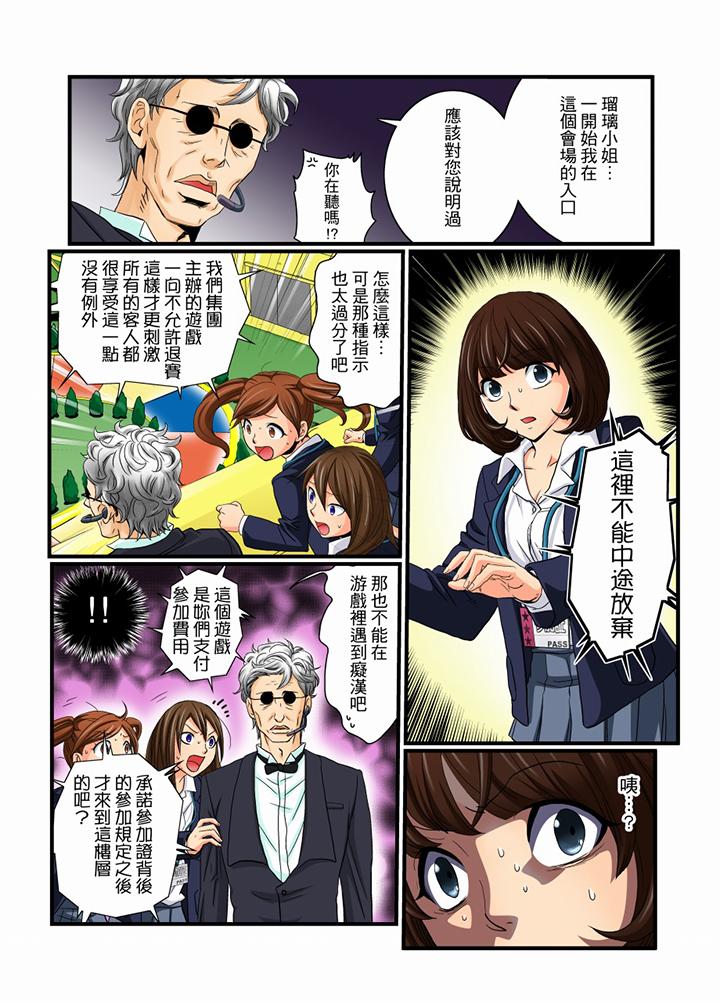 瑠璃小姐…
一開始我在
這個會場的入口
應該對您說明過
你在聽嗎!?
這裡不能中途放棄
PASS
怎麼這樣…
可是那種指示
也太過分了吧
我們集團
主辦的遊戲
一向不允許退賽
這樣才更刺激
所有的客人都
很享受這一點
沒有例外
咦…?
那也不能在
游戲裡遇到癡漢吧
這個遊戲
是妳們支付
參加費用
!!
承諾參加證背後
的參加規定之後
才來到這樓層
的吧?